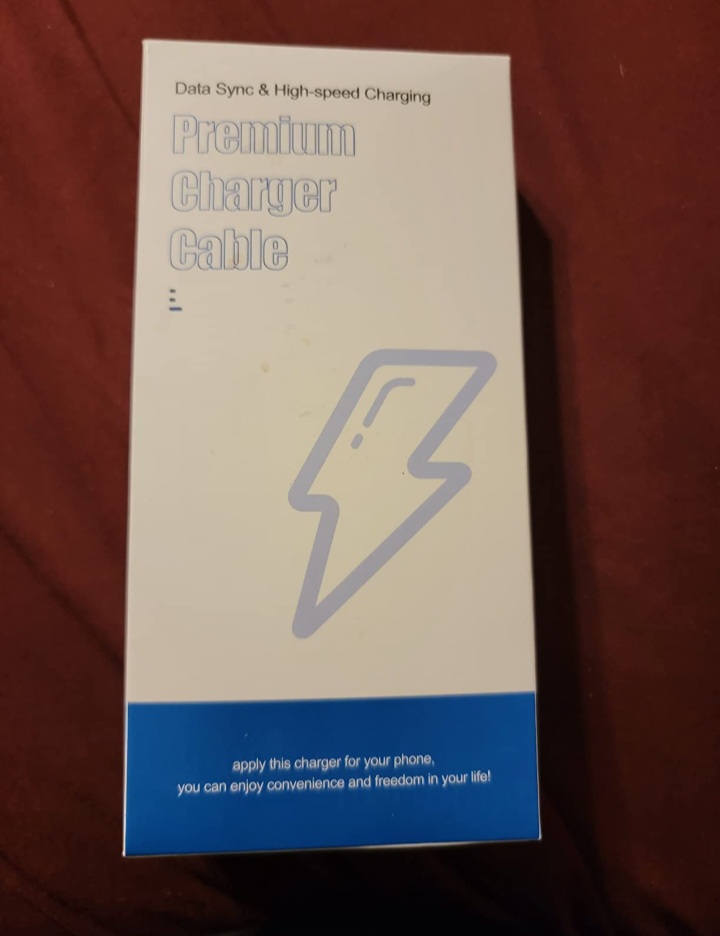 Data Sync & High-speed Charging
Premium
Charger
Cable
apply this charger for your phone,
you can enjoy convenience and freedom in your life!